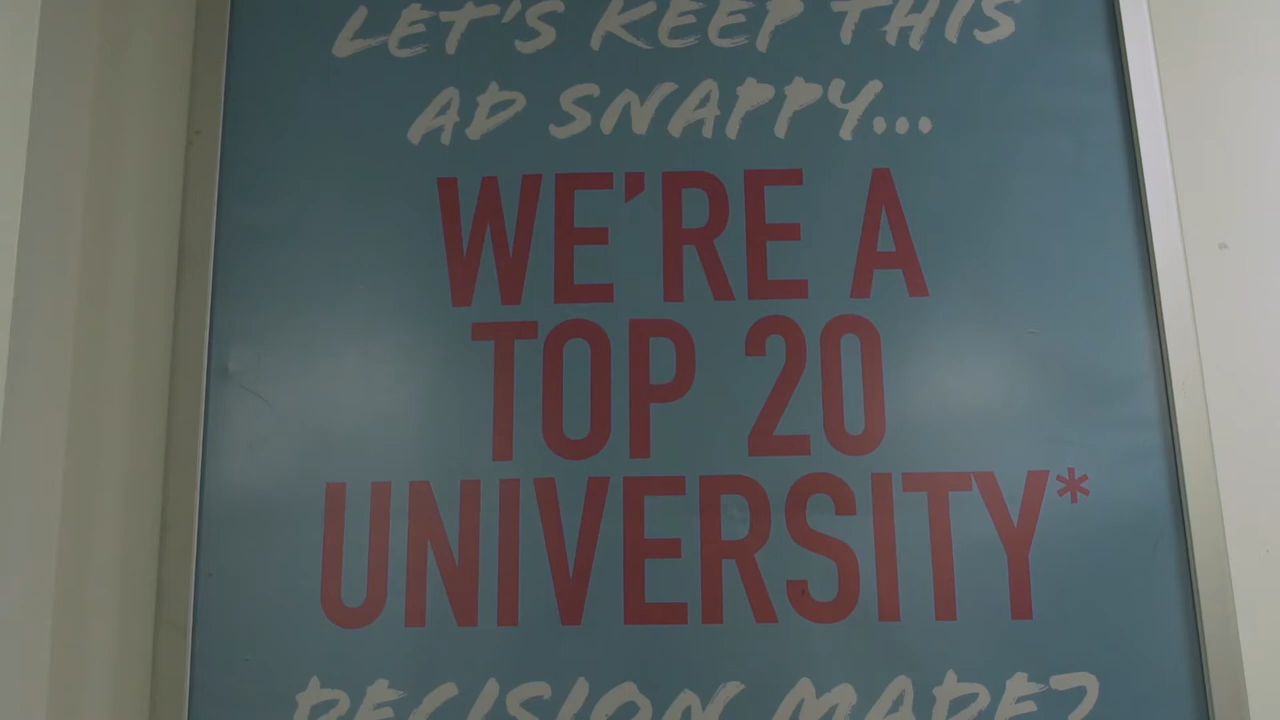 LET'S KEEP THIS
AD SNAPPY...
WE'RE A
TOP 20
UNIVERSITY*
DECISION MADE?